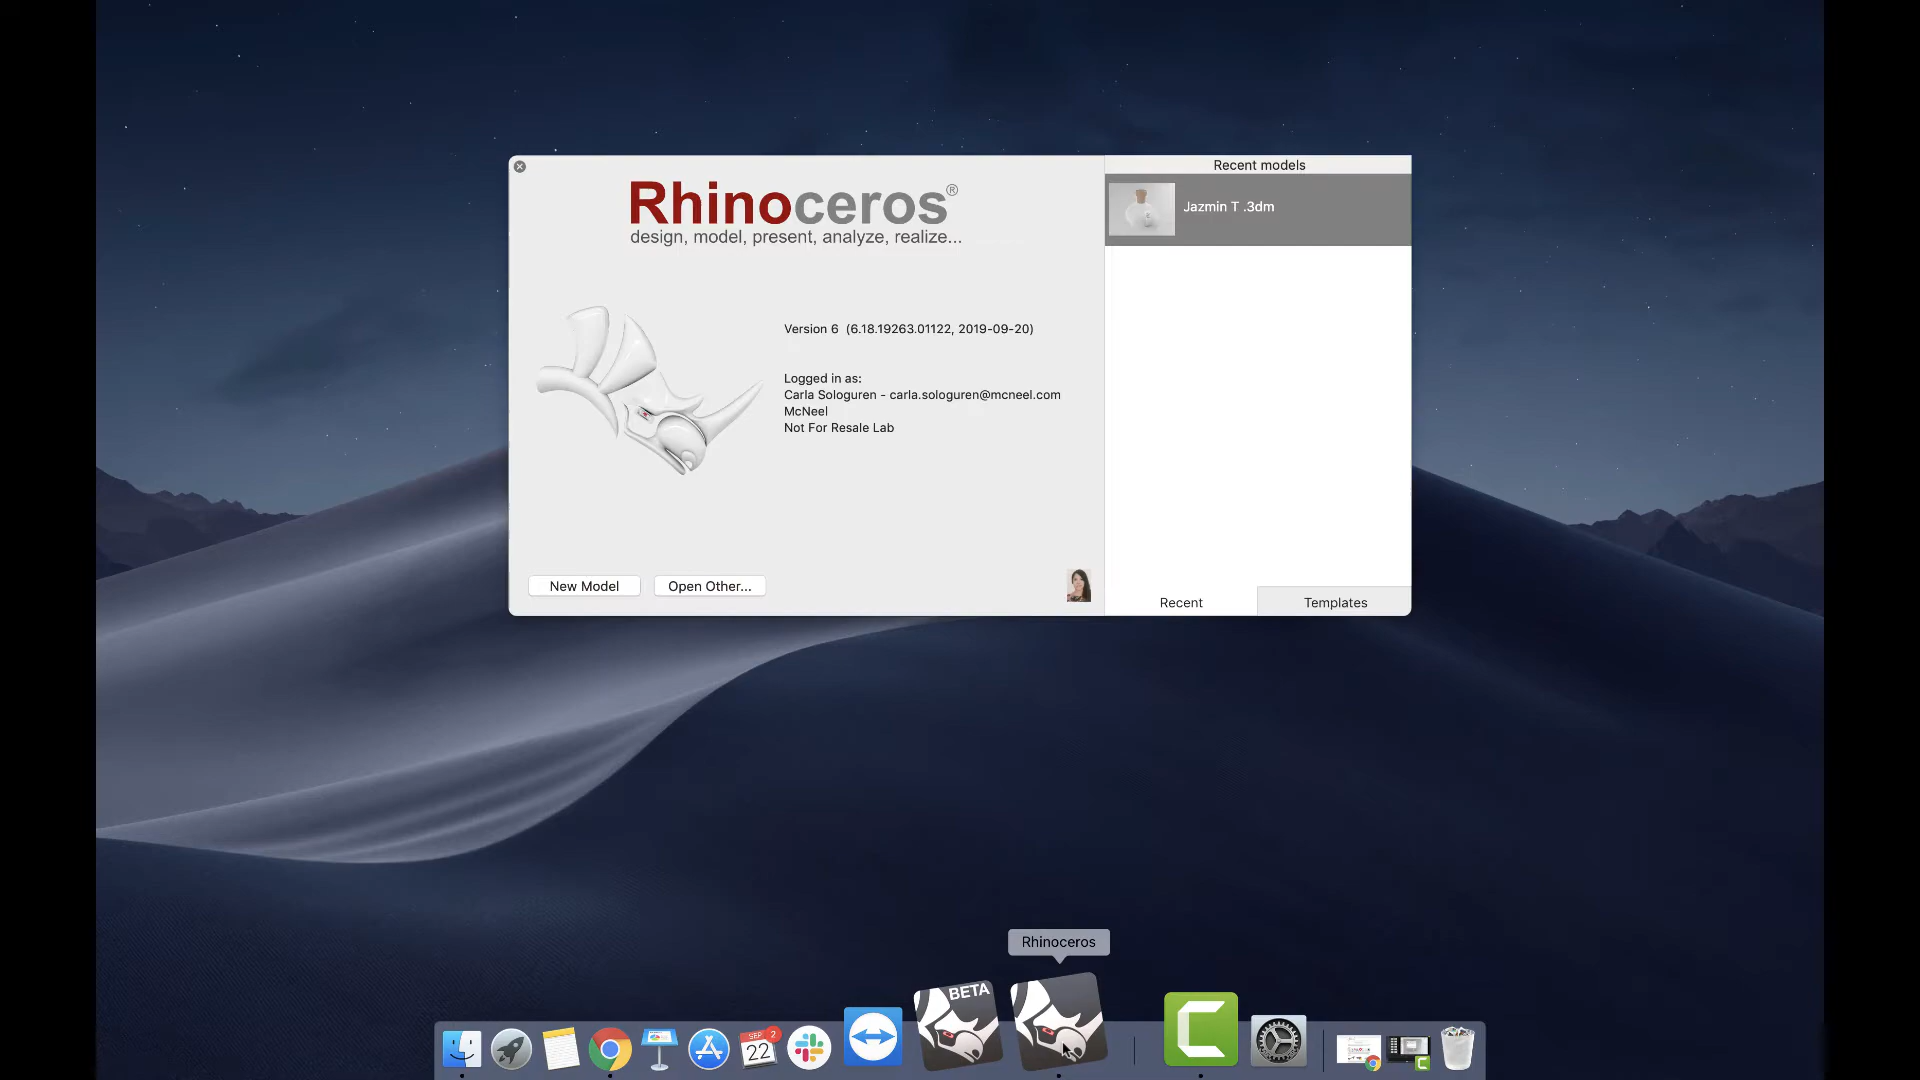 Recent models
Rhinoceros®
design, model, present, analyze, realize...
Jazmin T .3dm
Version 6 (6.18.19263.01122, 2019-09-20)
Logged in as:
Carla Sologuren - carla.sologuren@mcneel.com
McNeel
Not For Resale Lab
New Model
Open Other...
Recent
Templates
Rhinoceros
BETA
SEP
2
22